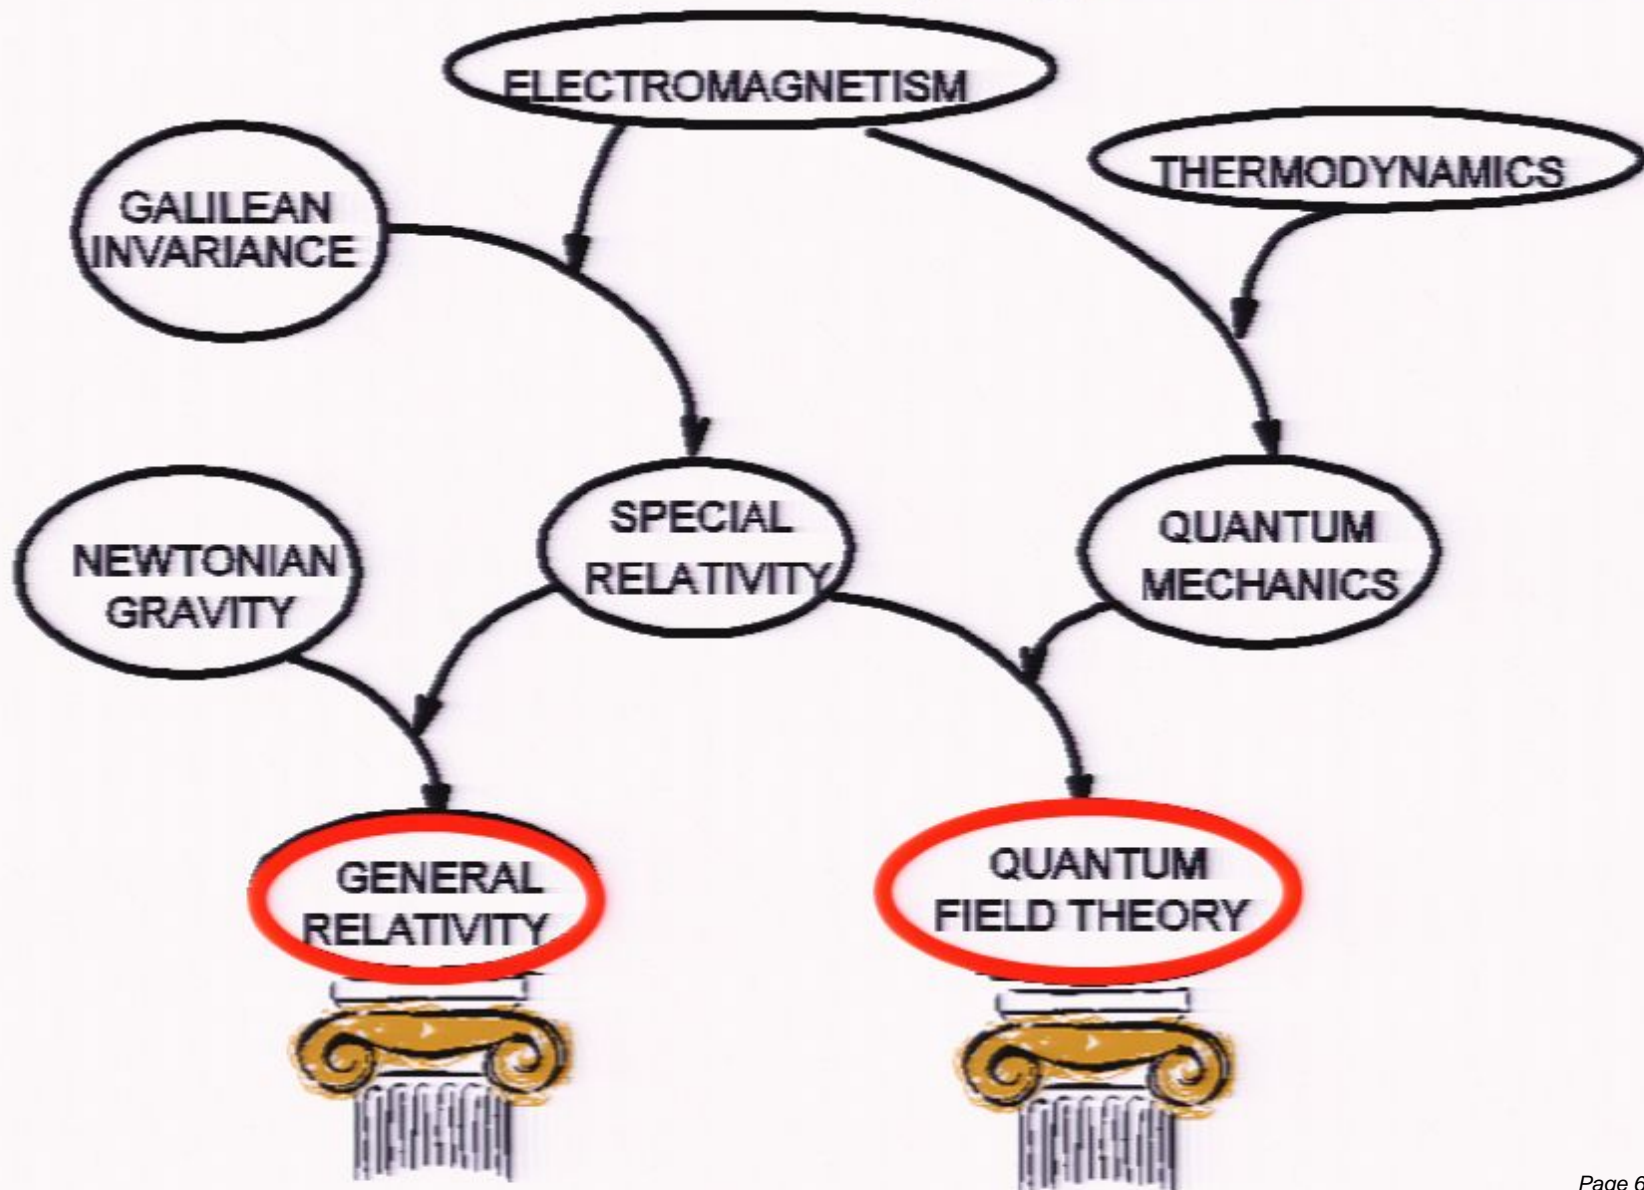 ELECTROMAGNETISM
THERMODYNAMICS
GALILEAN
INVARIANCE
SPECIAL
RELATIVITY
QUANTUM
MECHANICS
NEWTONIAN
GRAVITY
GENERAL
RELATIVITY
QUANTUM
FIELD THEORY
Page 6